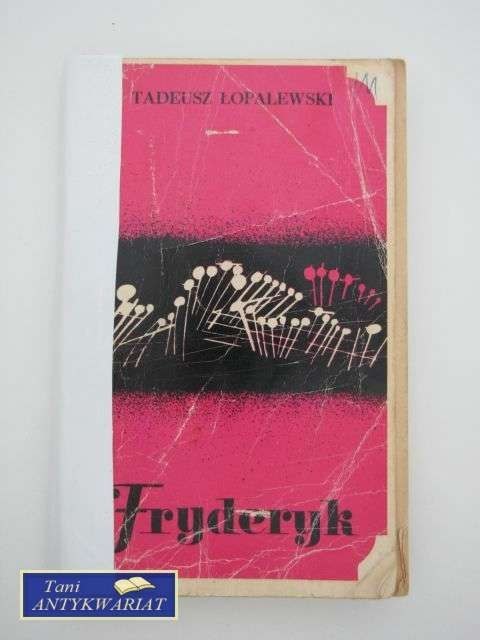 TADEUSZ ŁOPALEWSKI
Fryderyk
Tani
ANTYKWARIAT